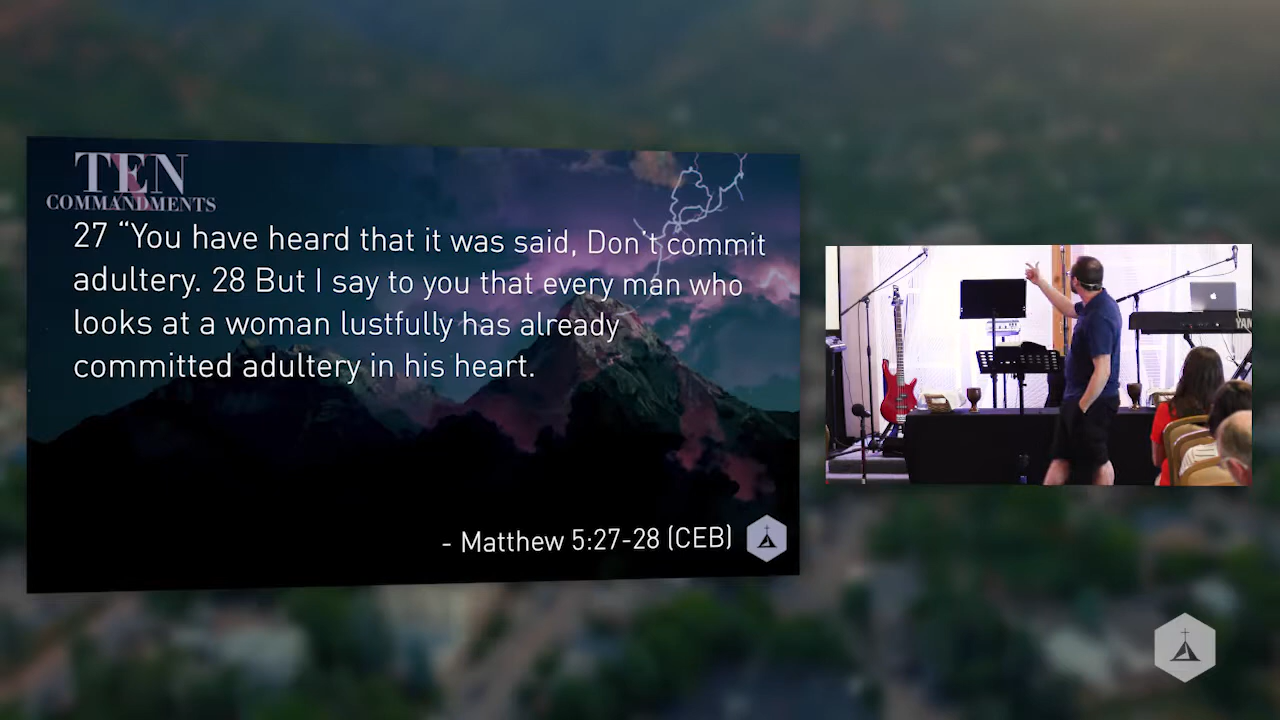 TEN
COMMANDMENTS
27 “You have heard that it was said, Don't commit
adultery. 28 But I say to you that every man who
looks at a woman lustfully has already
committed adultery in his heart.
- Matthew 5:27-28 (CEB)